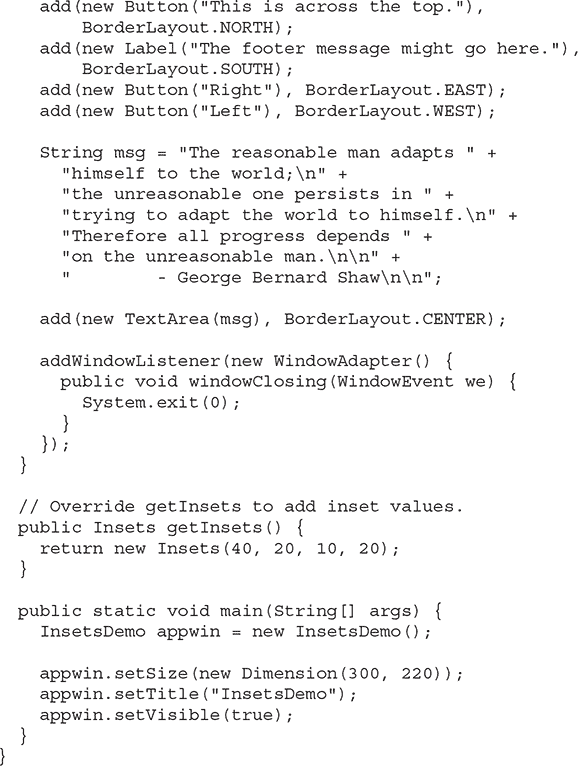 add(new Button("This is across the top."),
        BorderLayout.NORTH);
    add(new Label("The footer message might go here."),
        BorderLayout.SOUTH);
    add(new Button("Right"), BorderLayout.EAST);
    add(new Button("Left"), BorderLayout.WEST);

    String msg = "The reasonable man adapts " +
      "himself to the world;\n" +
      "the unreasonable one persists in " +
      "trying to adapt the world to himself.\n" +
      "Therefore all progress depends " +
      "on the unreasonable man.\n\n" +
      "        - George Bernard Shaw\n\n";

    add(new TextArea(msg), BorderLayout.CENTER);

    addWindowListener(new WindowAdapter() {
      public void windowClosing(WindowEvent we) {
        System.exit(0);
      }
    });
  }

  // Override getInsets to add inset values.
  public Insets getInsets() {
    return new Insets(40, 20, 10, 20);
  }

  public static void main(String[] args) {
    InsetsDemo appwin = new InsetsDemo();

    appwin.setSize(new Dimension(300, 220));
    appwin.setTitle("InsetsDemo");
    appwin.setVisible(true);
  }
}